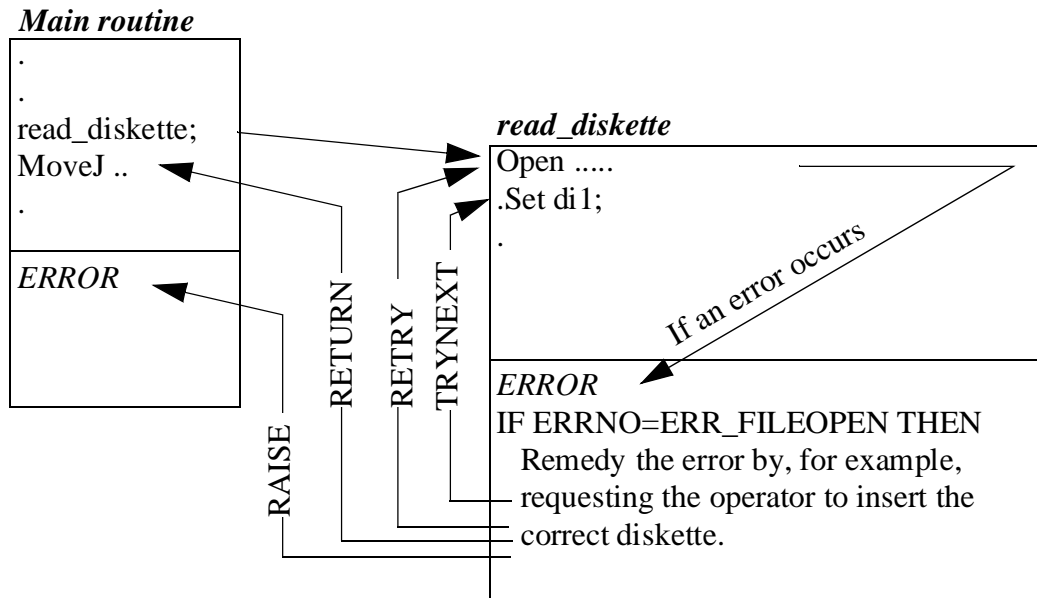 Main routine
.
.
read_diskette;
MoveJ ..
.
ERROR
RAISE
RETURN
RETRY
TRYNEXT
read_diskette
Open .....
.Set di1;
.
If an error occurs
ERROR
IF ERRNO=ERR_FILEOPEN THEN
Remedy the error by, for example,
requesting the operator to insert the
correct diskette.